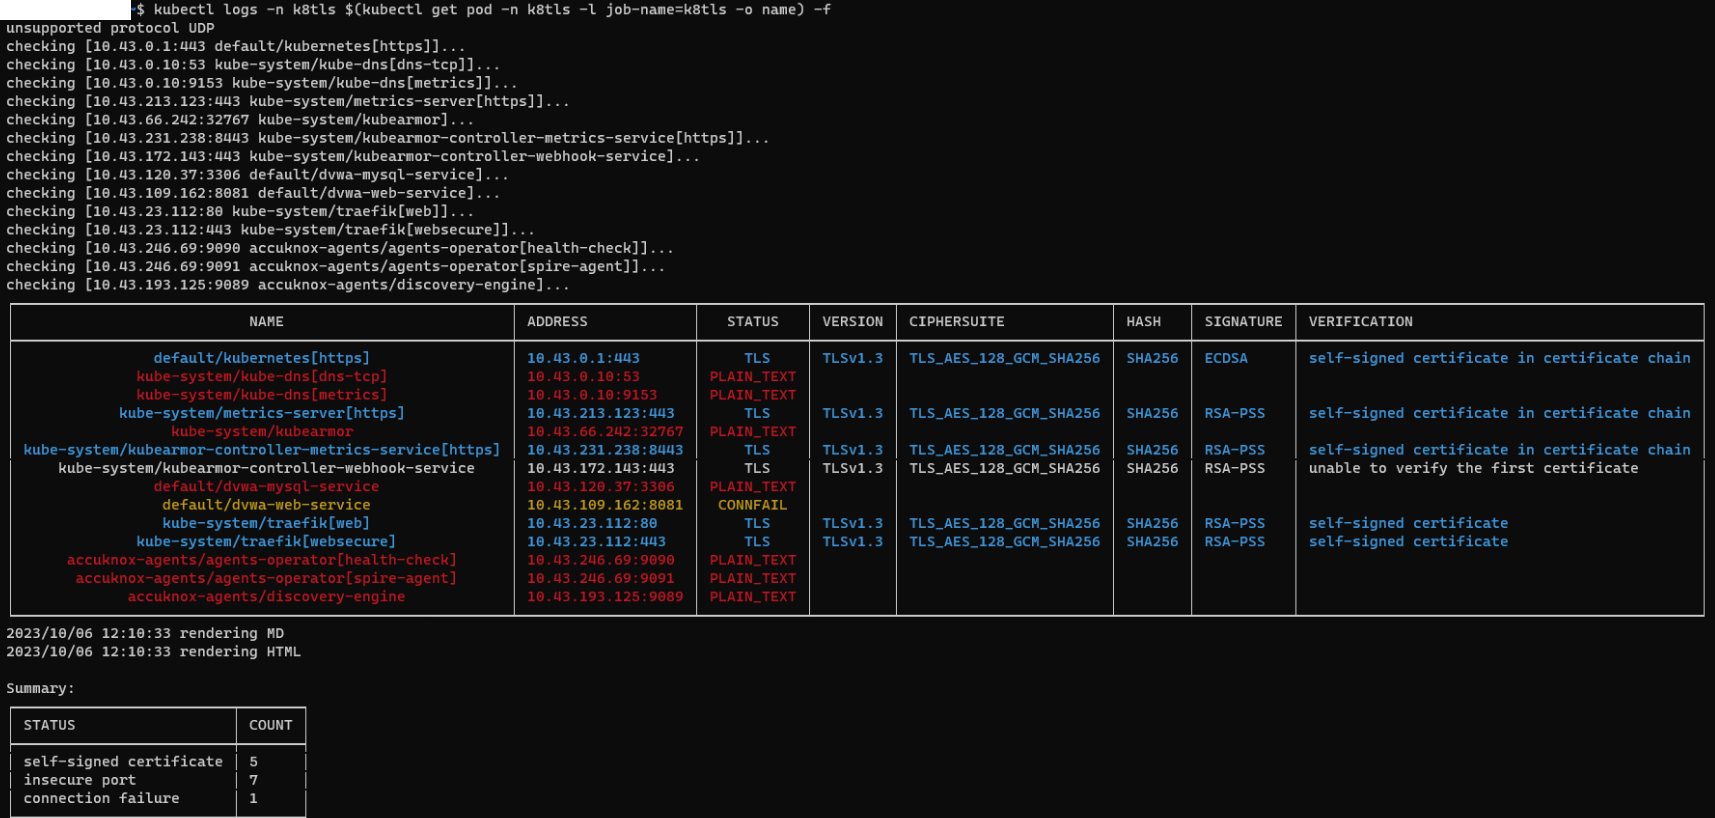 ~$ kubectl logs -n k8tls $(kubectl get pod -n k8tls -l job-name=k8tls -o name) -f
unsupported protocol UDP
checking [10.43.0.1:443 default/kubernetes[https]]...
checking [10.43.0.10:53 kube-system/kube-dns[dns-tcp]]...
checking [10.43.0.10:9153 kube-system/kube-dns[metrics]]...
checking [10.43.213.123:443 kube-system/metrics-server[https]]...
checking [10.43.66.242:32767 kube-system/kubearmor]...
checking [10.43.231.238:8443 kube-system/kubearmor-controller-metrics-service[https]]...
checking [10.43.172.143:443 kube-system/kubearmor-controller-webhook-service]...
checking [10.43.120.37:3306 default/dvwa-mysql-service]...
checking [10.43.109.162:8081 default/dvwa-web-service]...
checking [10.43.23.112:80 kube-system/traefik[web]]...
checking [10.43.23.112:443 kube-system/traefik[websecure]]...
checking [10.43.246.69:9090 accuknox-agents/agents-operator[health-check]]...
checking [10.43.246.69:9091 accuknox-agents/agents-operator[spire-agent]]...
checking [10.43.193.125:9089 accuknox-agents/discovery-engine]...
NAME ADDRESS STATUS VERSION CIPHERSUITE HASH SIGNATURE VERIFICATION
default/kubernetes[https] 10.43.0.1:443 TLS TLSv1.3 TLS_AES_128_GCM_SHA256 SHA256 ECDSA self-signed certificate in certificate chain
kube-system/kube-dns[dns-tcp] 10.43.0.10:53 PLAIN_TEXT
kube-system/kube-dns[metrics] 10.43.0.10:9153 PLAIN_TEXT
kube-system/metrics-server[https] 10.43.213.123:443 TLS TLSv1.3 TLS_AES_128_GCM_SHA256 SHA256 RSA-PSS self-signed certificate in certificate chain
kube-system/kubearmor 10.43.66.242:32767 PLAIN_TEXT
kube-system/kubearmor-controller-metrics-service[https] 10.43.231.238:8443 TLS TLSv1.3 TLS_AES_128_GCM_SHA256 SHA256 RSA-PSS self-signed certificate in certificate chain
kube-system/kubearmor-controller-webhook-service 10.43.172.143:443 TLS TLSv1.3 TLS_AES_128_GCM_SHA256 SHA256 RSA-PSS unable to verify the first certificate
default/dvwa-mysql-service 10.43.120.37:3306 PLAIN_TEXT
default/dvwa-web-service 10.43.109.162:8081 CONNFAIL
kube-system/traefik[web] 10.43.23.112:80 TLS TLSv1.3 TLS_AES_128_GCM_SHA256 SHA256 RSA-PSS self-signed certificate
kube-system/traefik[websecure] 10.43.23.112:443 TLS TLSv1.3 TLS_AES_128_GCM_SHA256 SHA256 RSA-PSS self-signed certificate
accuknox-agents/agents-operator[health-check] 10.43.246.69:9090 PLAIN_TEXT
accuknox-agents/agents-operator[spire-agent] 10.43.246.69:9091 PLAIN_TEXT
accuknox-agents/discovery-engine 10.43.193.125:9089 PLAIN_TEXT
2023/10/06 12:10:33 rendering MD
2023/10/06 12:10:33 rendering HTML
Summary:
STATUS COUNT
self-signed certificate 5
insecure port 7
connection failure 1